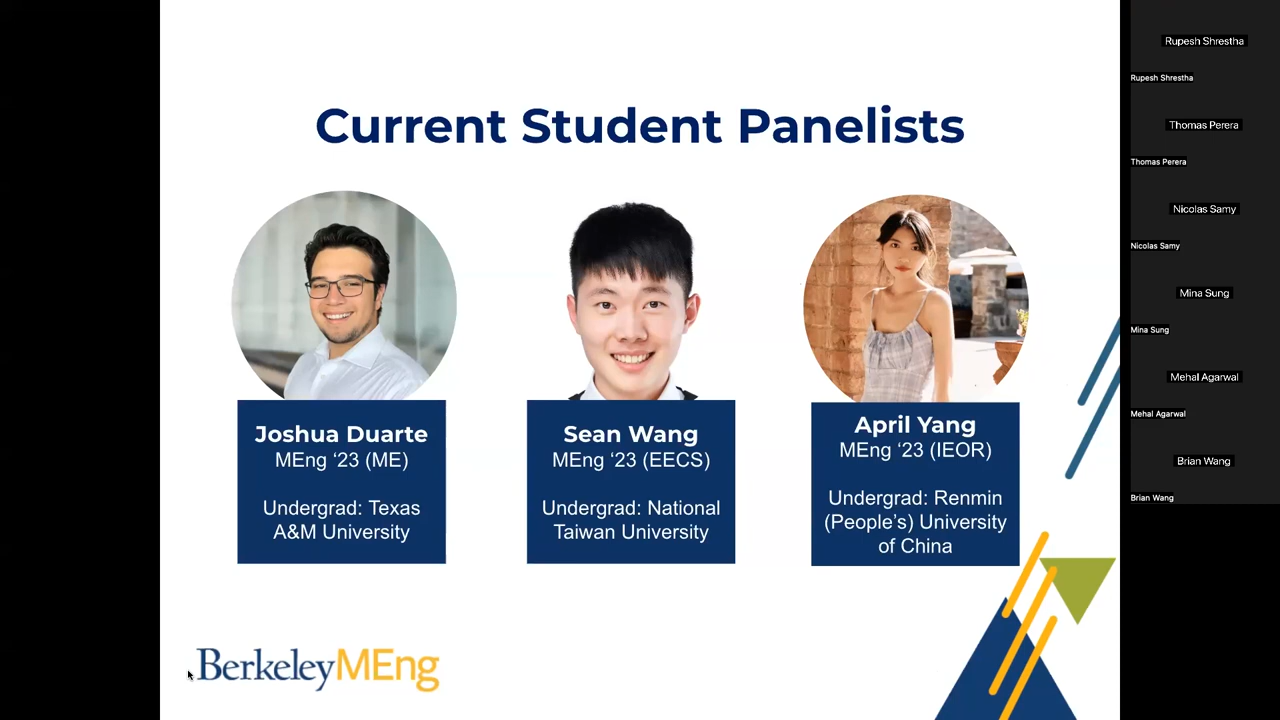 Current Student Panelists
Joshua Duarte
MEng ‘23 (ME)
Undergrad: Texas
A&M University
Sean Wang
MEng ‘23 (EECS)
Undergrad: National
Taiwan University
April Yang
MEng ‘23 (IEOR)
Undergrad: Renmin
(People’s) University
of China
BerkeleyMEng
Rupesh Shrestha
Rupesh Shrestha
Thomas Perera
Thomas Perera
Nicolas Samy
Nicolas Samy
Mina Sung
Mina Sung
Mehal Agarwal
Mehal Agarwal
Brian Wang
Brian Wang